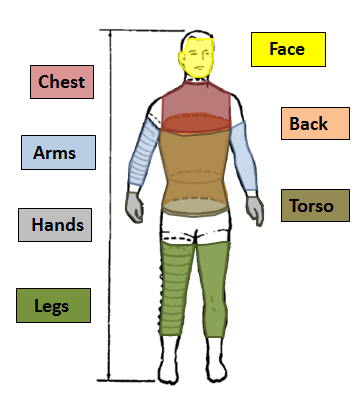 Face
Chest
Back
Arms
Torso
Hands
Legs